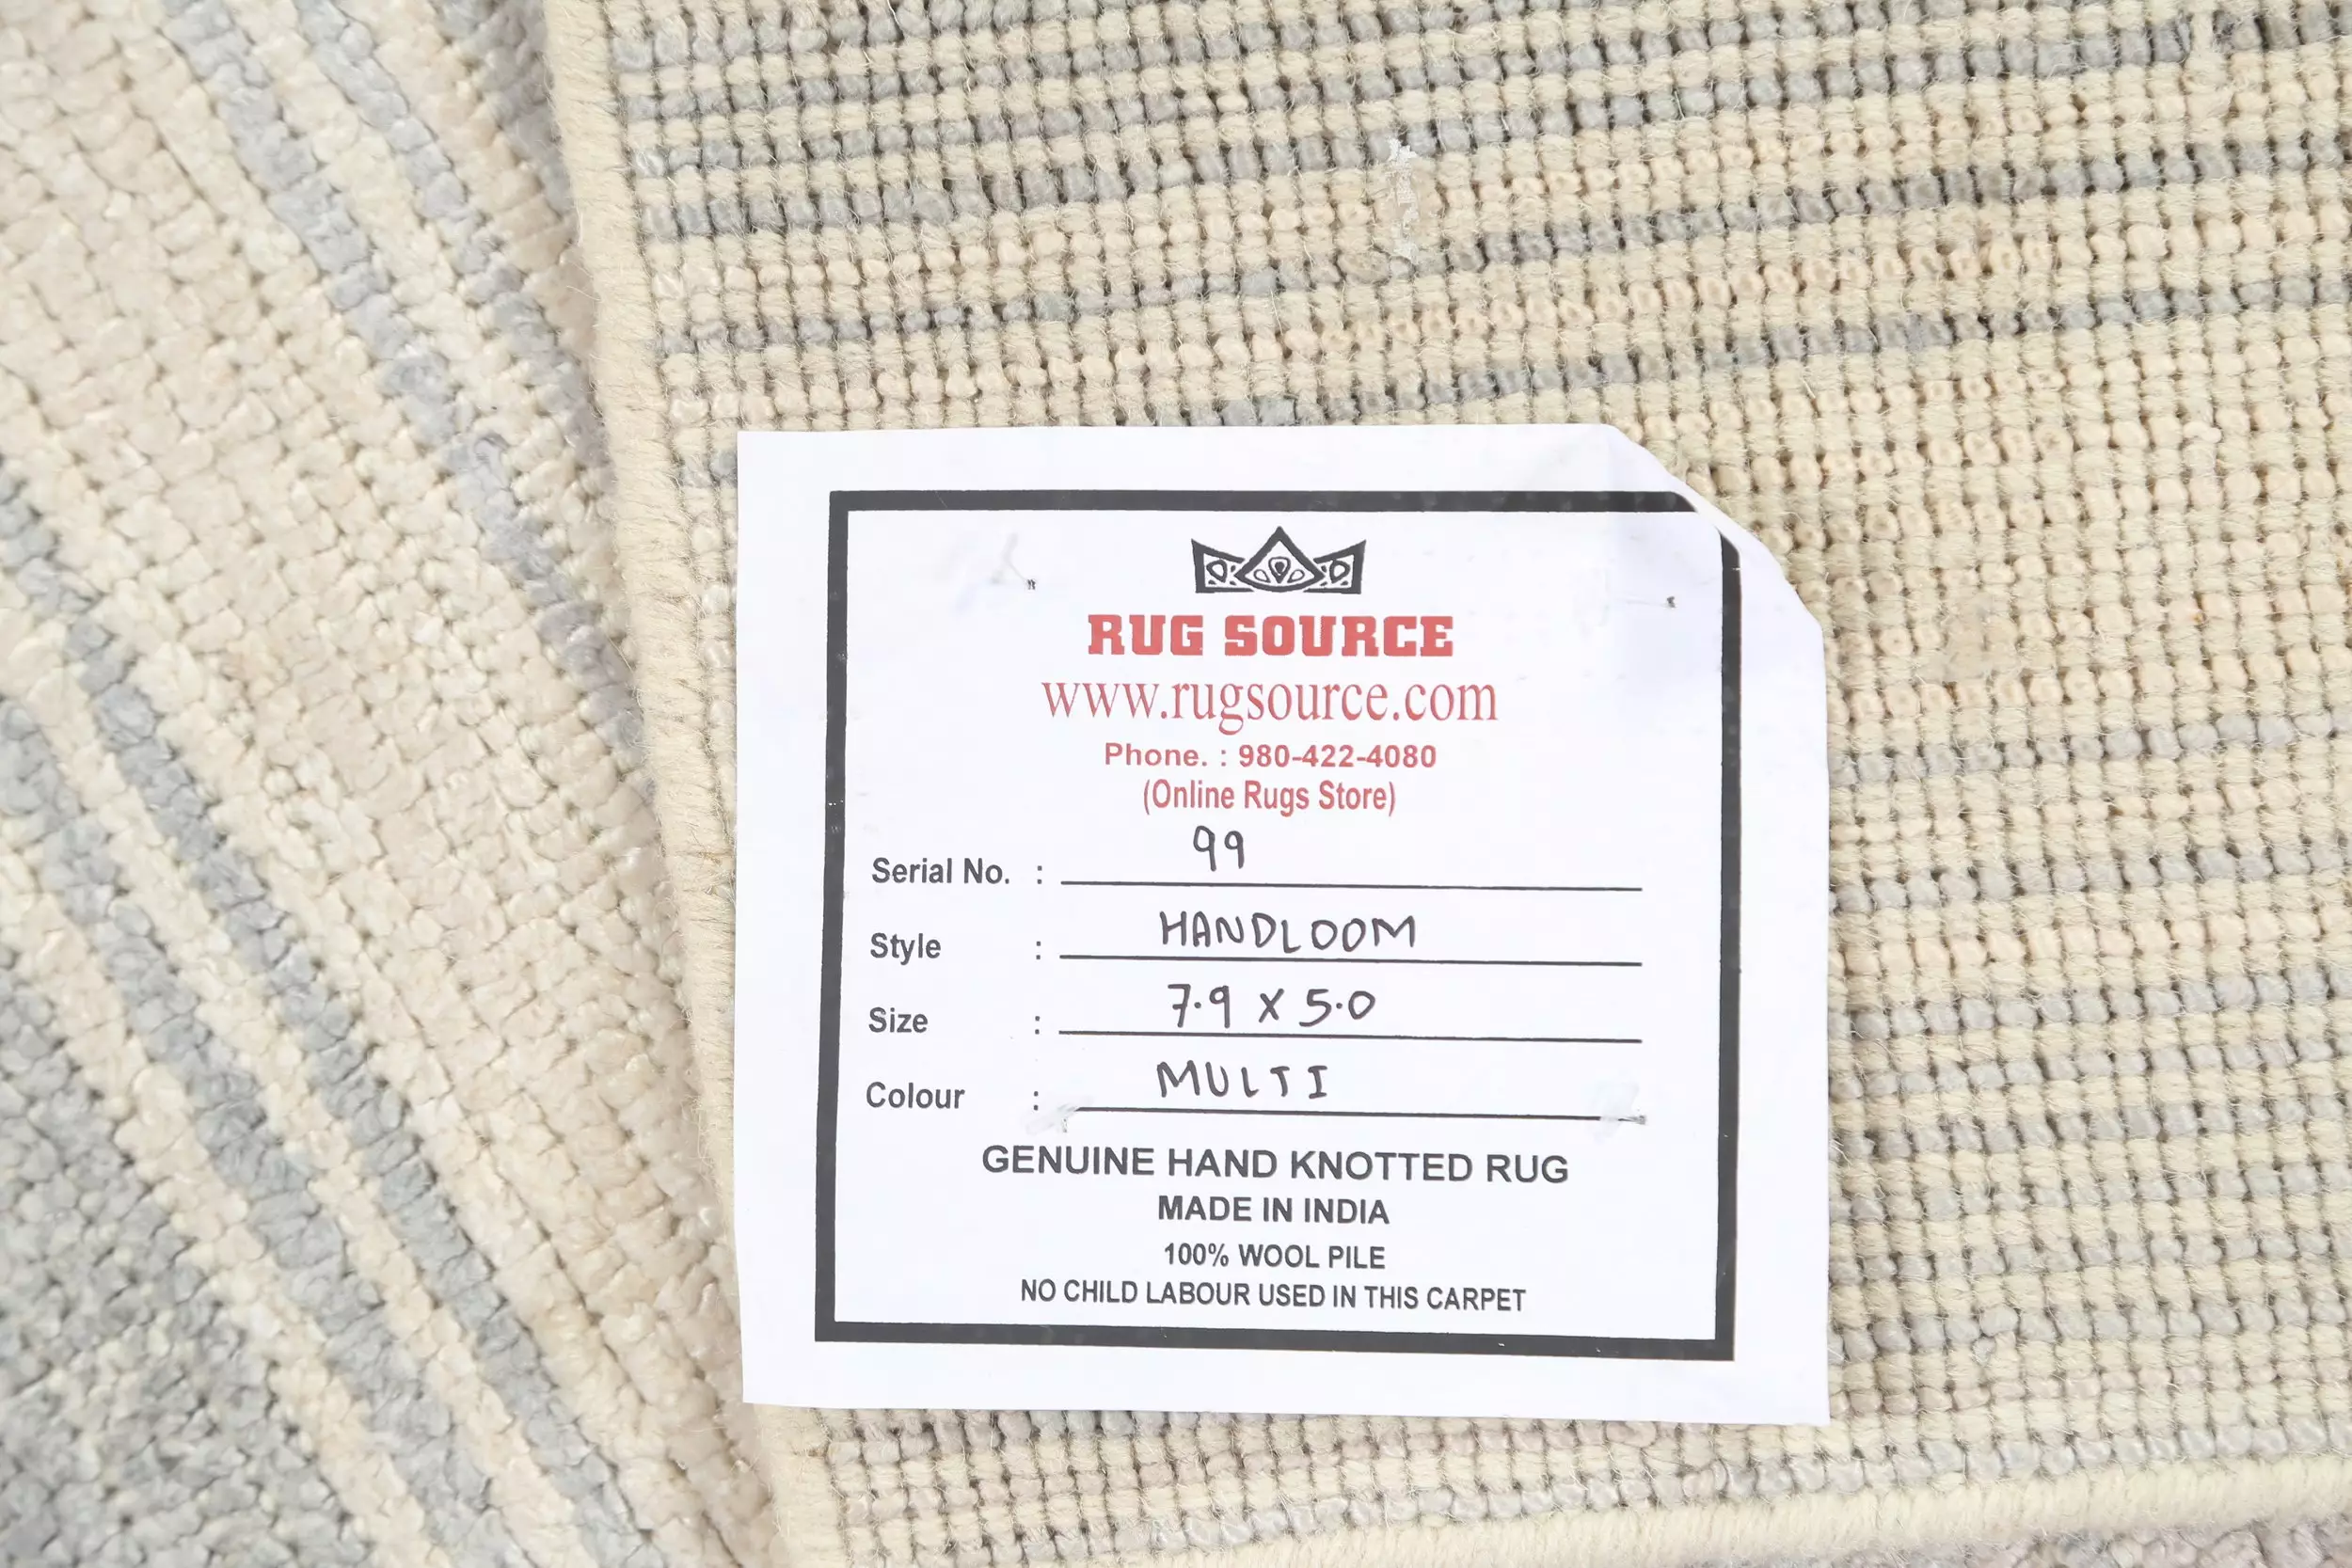 RUG SOURCE
www.rugsource.com
Phone. : 980-422-4080
(Online Rugs Store)
Serial No. : 99
Style : HANDLOOM
Size : 7.9 X 5.0
Colour : MULTI
GENUINE HAND KNOTTED RUG
MADE IN INDIA
100% WOOL PILE
NO CHILD LABOUR USED IN THIS CARPET